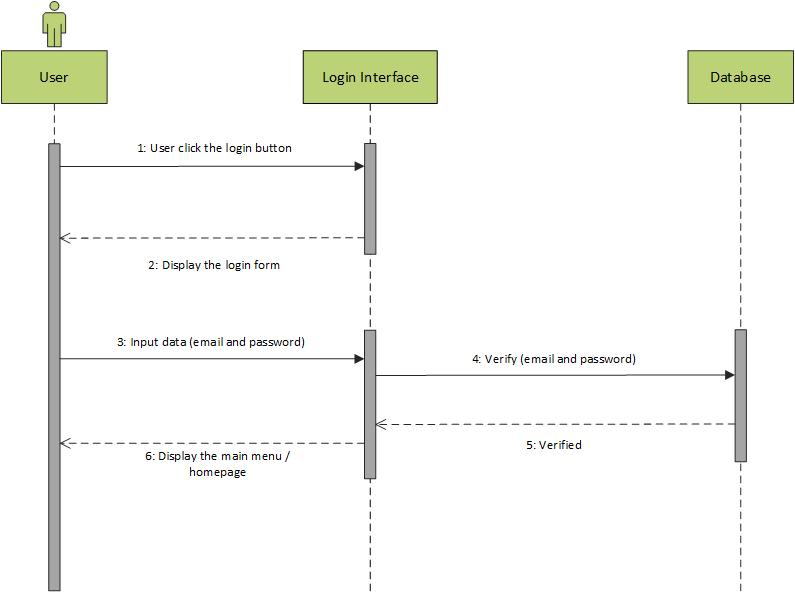 User
Login Interface
Database
1: User click the login button
2: Display the login form
3: Input data (email and password)
4: Verify (email and password)
5: Verified
6: Display the main menu /
homepage